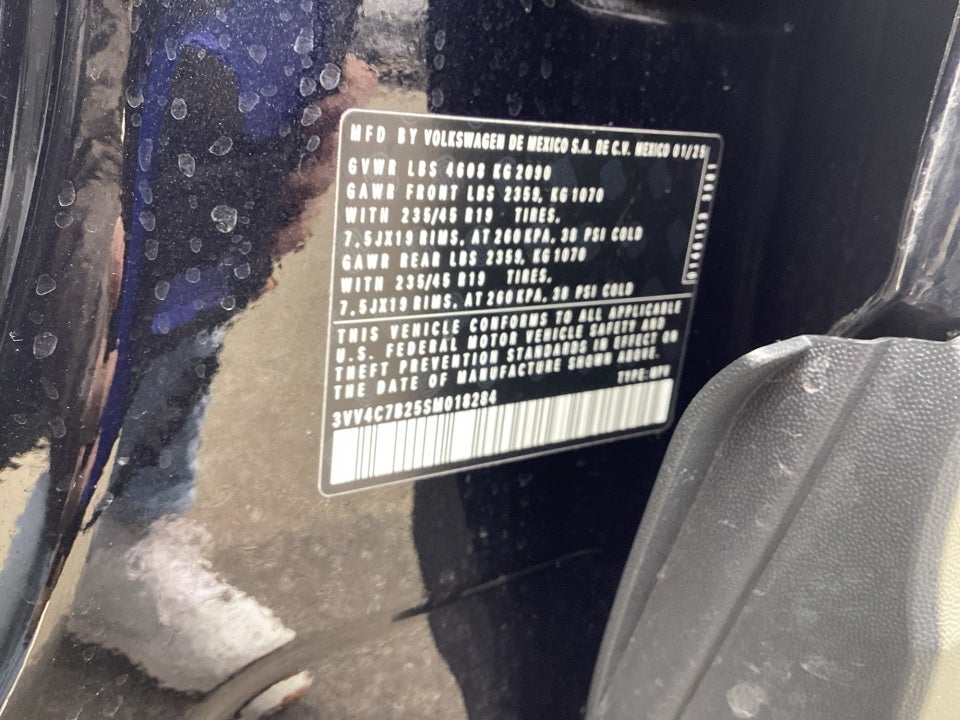 MFD BY VOLKSWAGEN DE MEXICO S.A. DE C.V. MEXICO 01/25
GVWR LBS 4608 KG 2090
GAWR FRONT LBS 2359, KG 1070
WITH 235/45 R19 TIRES,
7.5JX19 RIMS, AT 260 KPA, 38 PSI COLD
GAWR REAR LBS 2359, KG 1070
WITH 235/45 R19 TIRES.
7.5JX19 RIMS, AT 260 KPA, 38 PSI COLD
THIS VEHICLE CONFORMS TO ALL APPLICABLE
U.S. FEDERAL MOTOR VEHICLE SAFETY AND
THEFT PREVENTION STANDARDS IN EFFECT ON
THE DATE OF MANUFACTURE SHOWN ABOVE.
TYPE: MPV
3VV4C7B25SM018284